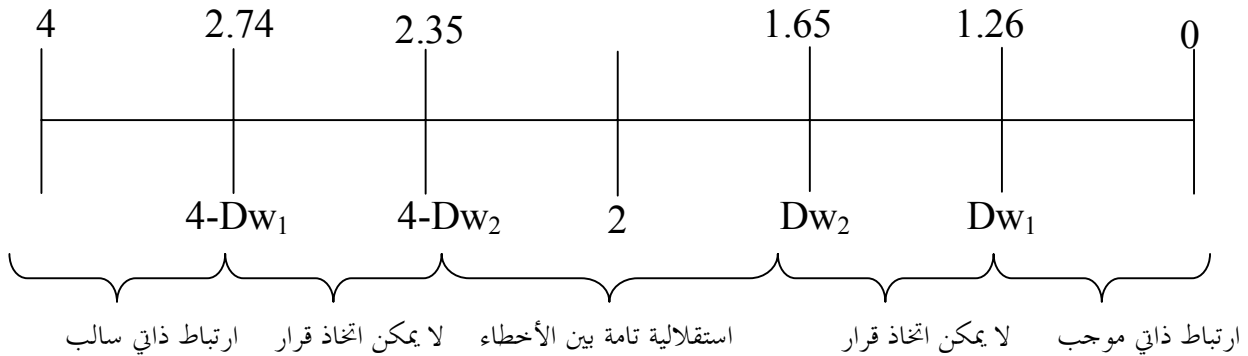 4 2.74 2.35 1.65 1.26 0
4-Dw₁ 4-Dw₂ 2 Dw₂ Dw₁
ارتباط ذاتي موجب لا يمكن اتخاذ قرار استقلالية تامة بين الأخطاء لا يمكن اتخاذ قرار ارتباط ذاتي سالب